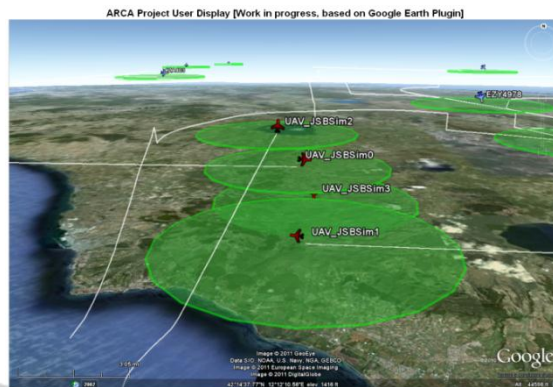 ARCA Project User Display [Work in progress, based on Google Earth Plugin]
EZY4978
UAV_JSBSim2
UAV_JSBSim0
UAV_JSBSim3
UAV_JSBSim1
Image © 2011 GeoEye
Data SIO, NOAA, U.S. Navy, NGA, GEBCO
Image © 2011 European Space Imaging
Image © 2011 DigitalGlobe
Google